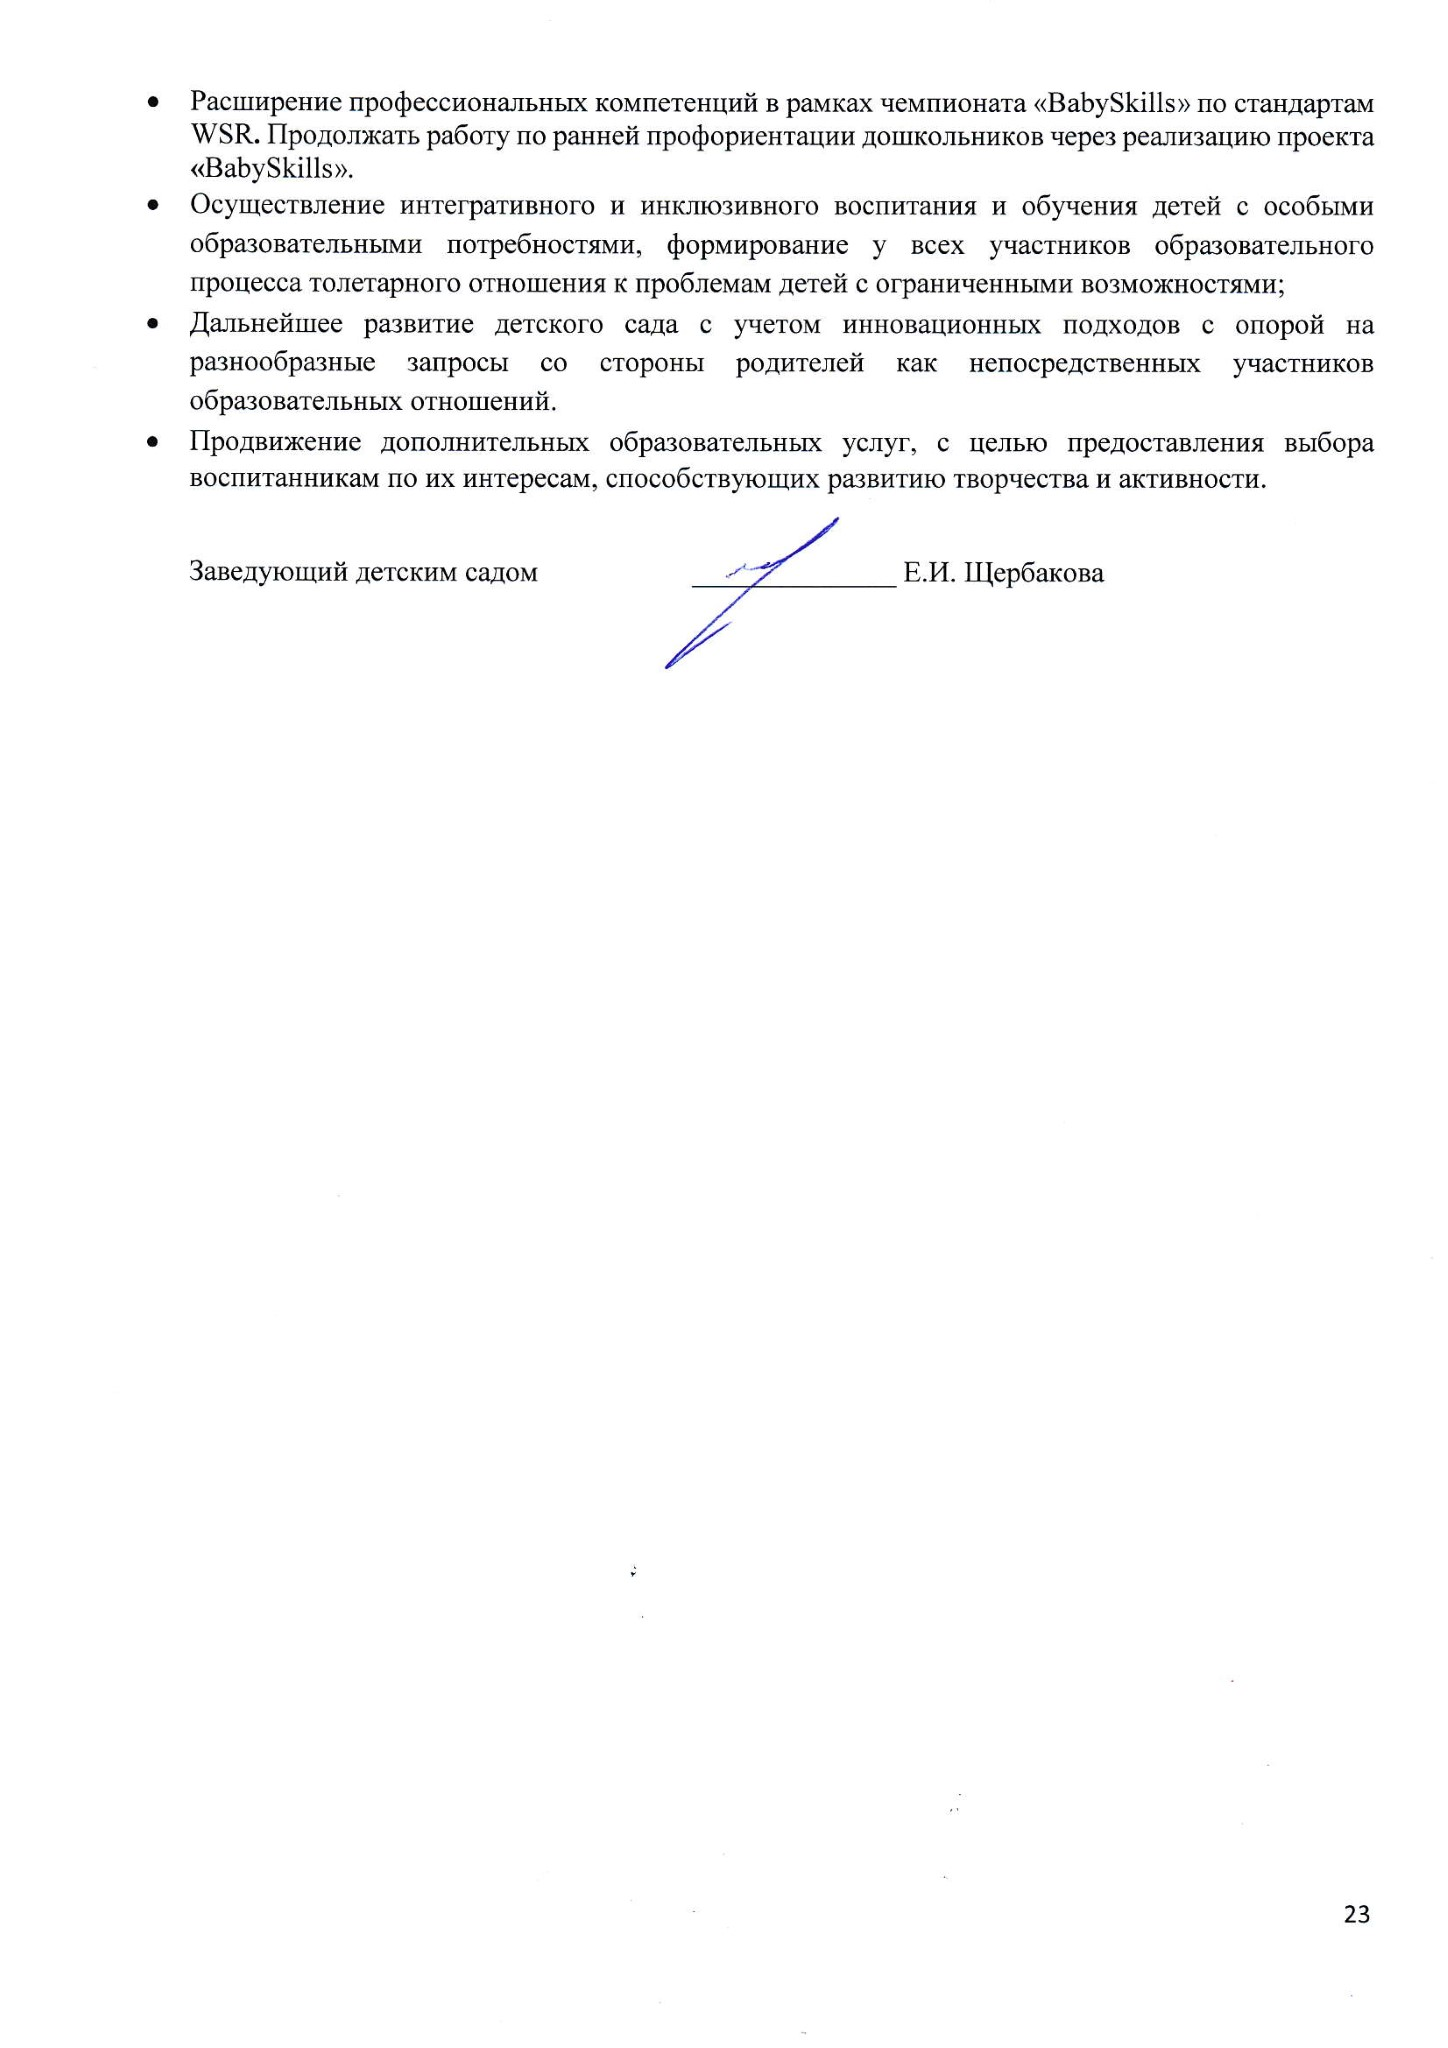 • Расширение профессиональных компетенций в рамках чемпионата «BabySkills» по стандартам
WSR. Продолжать работу по ранней профориентации дошкольников через реализацию проекта
«BabySkills».
• Осуществление интегративного и инклюзивного воспитания и обучения детей с особыми
образовательными потребностями, формирование у всех участников образовательного
процесса толетарного отношения к проблемам детей с ограниченными возможностями;
• Дальнейшее развитие детского сада с учетом инновационных подходов с опорой на
разнообразные запросы со стороны родителей как непосредственных участников
образовательных отношений.
• Продвижение дополнительных образовательных услуг, с целью предоставления выбора
воспитанникам по их интересам, способствующих развитию творчества и активности.
Заведующий детским садом _______________ Е.И. Щербакова
23